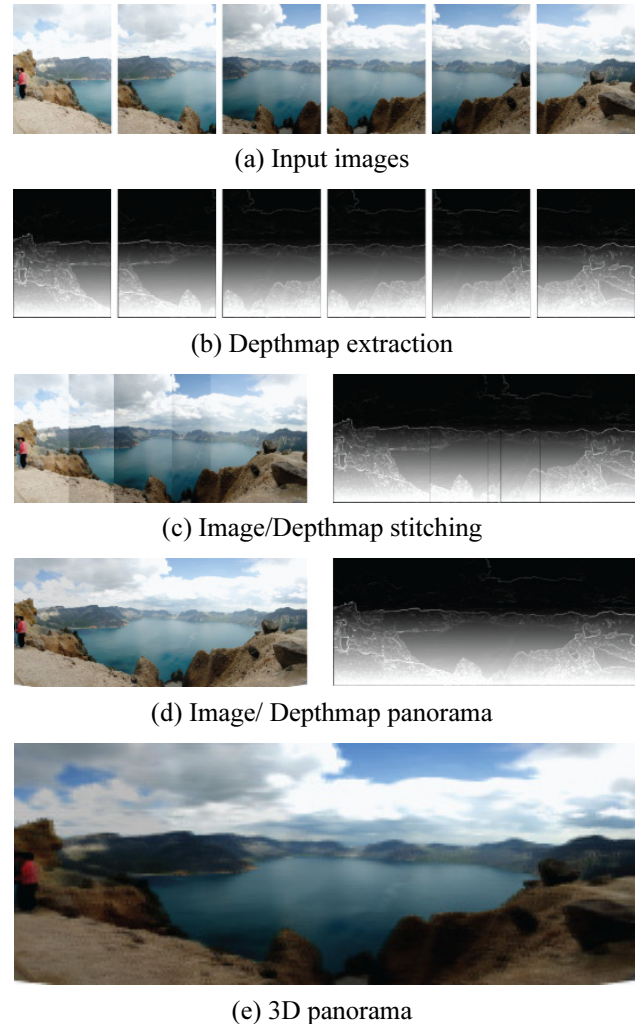 (a) Input images
(b) Depthmap extraction
(c) Image/Depthmap stitching
(d) Image/ Depthmap panorama
(e) 3D panorama